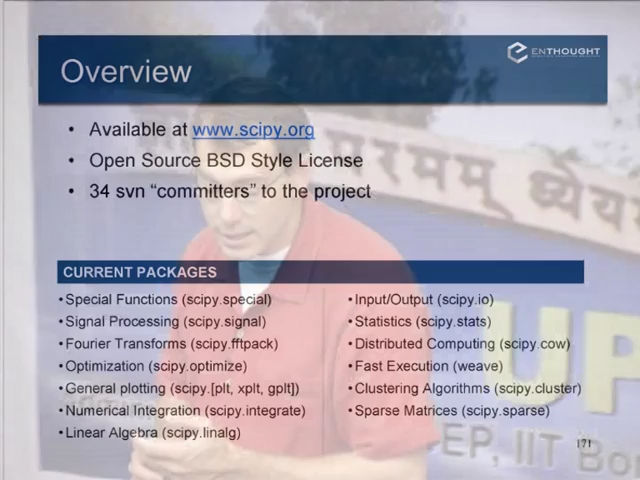 ENTHOUGHT
Overview
• Available at www.scipy.org
• Open Source BSD Style License
• 34 svn “committers” to the project
परमम् ध्येय
CURRENT PACKAGES
• Special Functions (scipy.special)
• Signal Processing (scipy.signal)
• Fourier Transforms (scipy.fftpack)
• Optimization (scipy.optimize)
• General plotting (scipy.[plt, xplt, gplt])
• Numerical Integration (scipy.integrate)
• Linear Algebra (scipy.linalg)
• Input/Output (scipy.io)
• Statistics (scipy.stats)
• Distributed Computing (scipy.cow)
• Fast Execution (weave)
• Clustering Algorithms (scipy.cluster)
• Sparse Matrices (scipy.sparse)
UP
EP, IIT Bom
171